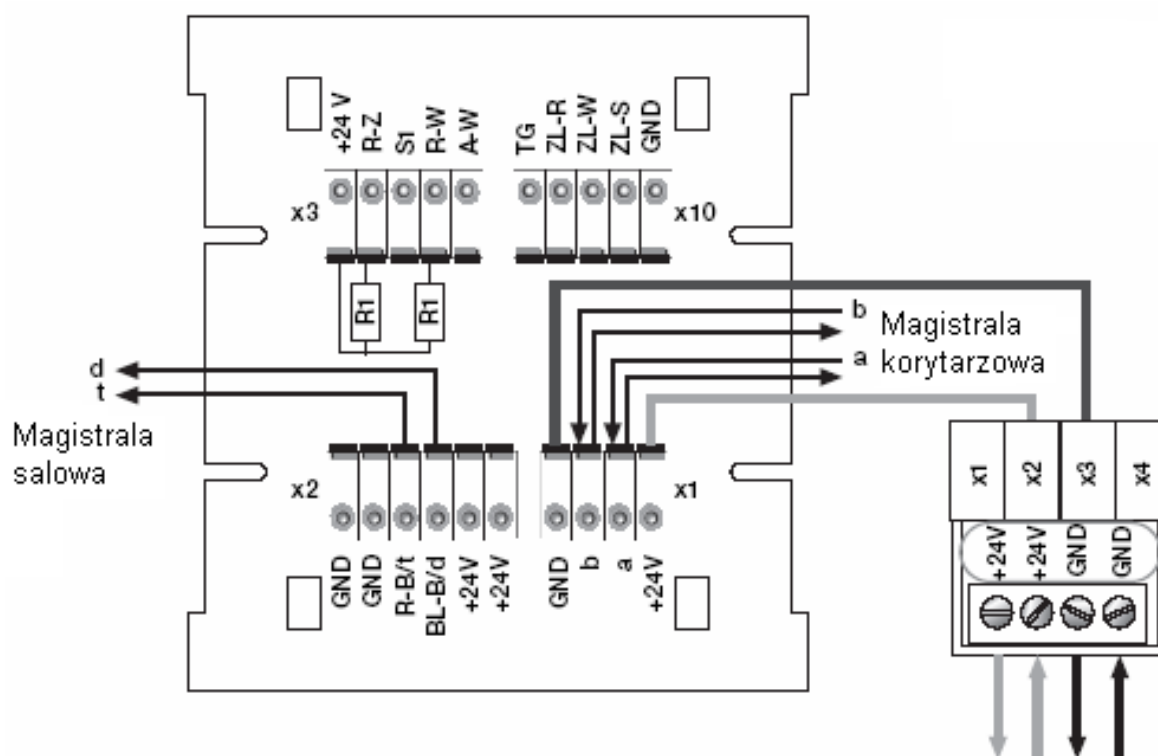 +24 V
R-Z
S1
R-W
A-W
TG
ZL-R
ZL-W
ZL-S
GND
x3
x10
R1
R1
b
a
Magistrala
korytarzowa
d
t
Magistrala
salowa
x2
x1
GND
GND
R-B/t
BL-B/d
+24V
+24V
GND
b
a
+24V
x1
x2
x3
x4
+24V
+24V
GND
GND